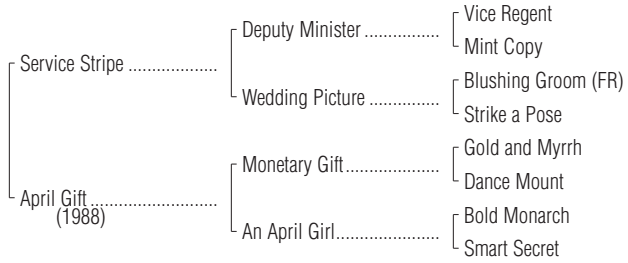 Vice Regent
Deputy Minister ................
Mint Copy
Service Stripe ...................
Blushing Groom (FR)
Wedding Picture ...............
Strike a Pose
Gold and Myrrh
Monetary Gift....................
Dance Mount
April Gift...........................
(1988)
Bold Monarch
An April Girl......................
Smart Secret